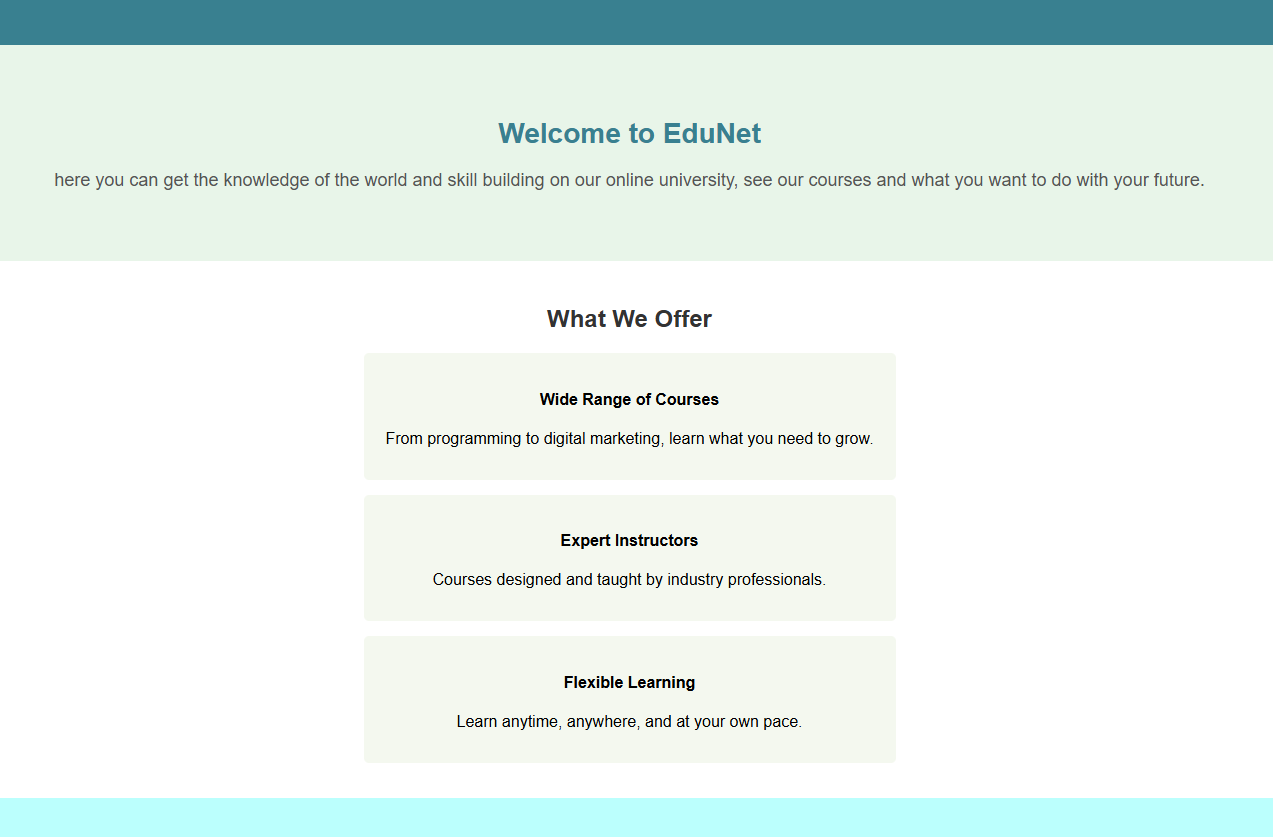 Welcome to EduNet
here you can get the knowledge of the world and skill building on our online university, see our courses and what you want to do with your future.
What We Offer
Wide Range of Courses
From programming to digital marketing, learn what you need to grow.
Expert Instructors
Courses designed and taught by industry professionals.
Flexible Learning
Learn anytime, anywhere, and at your own pace.